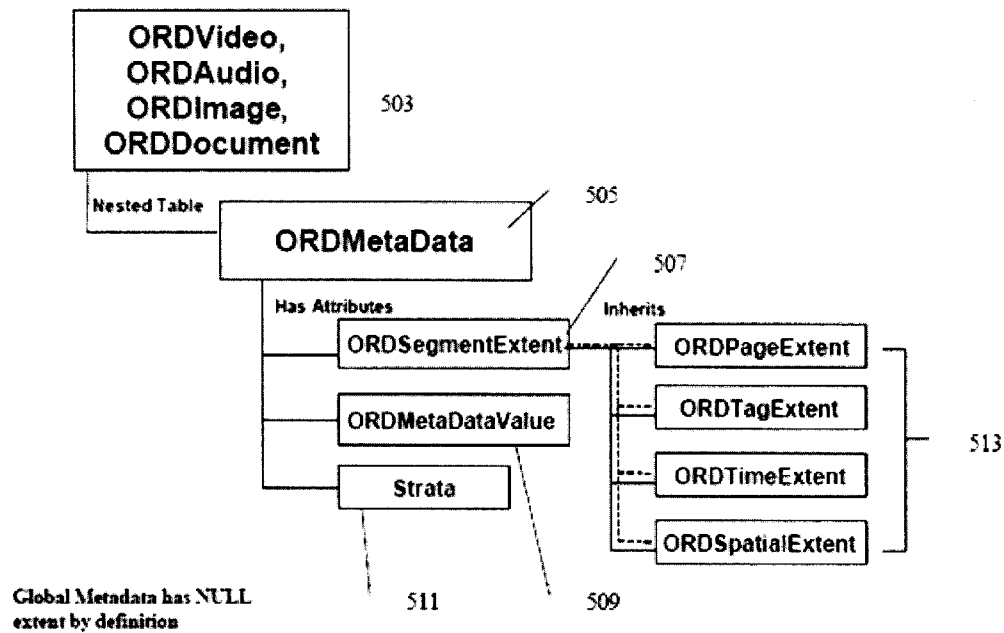 ORDVideo,
ORDAudio,
ORDImage,
ORDDocument
503
Nested Table
505
ORDMetaData
507
Has Attributes
Inherits
ORDSegmentExtent
ORDPageExtent
ORDTagExtent
ORDMetaDataValue
513
ORDTimeExtent
Strata
ORDSpatialExtent
Global Metadata has NULL
extent by definition
511
509